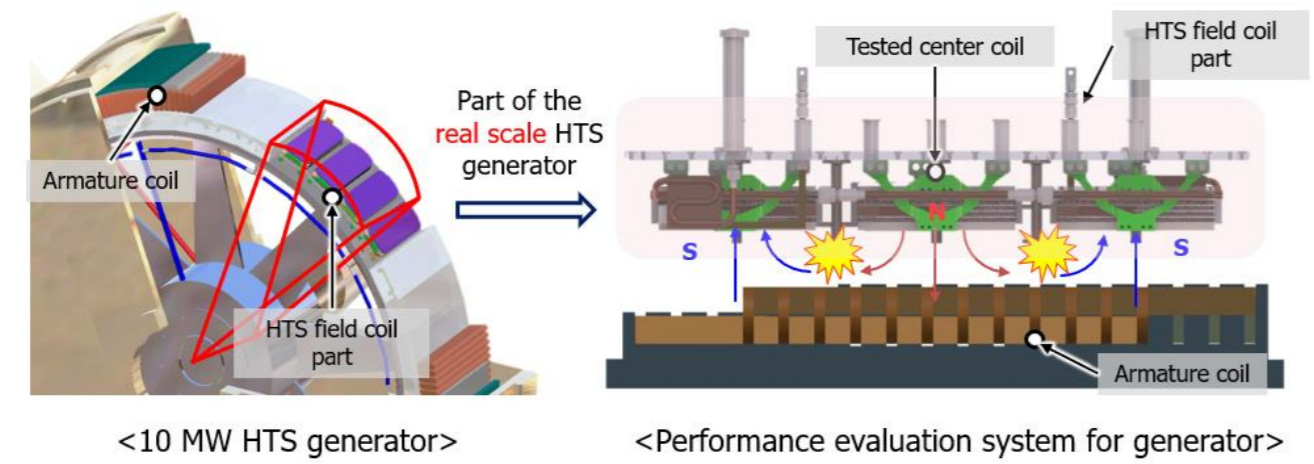 Armature coil
HTS field coil
part
<10 MW HTS generator>
Part of the
real scale HTS
generator
Tested center coil
HTS field coil
part
N
S
S
Armature coil
<Performance evaluation system for generator>